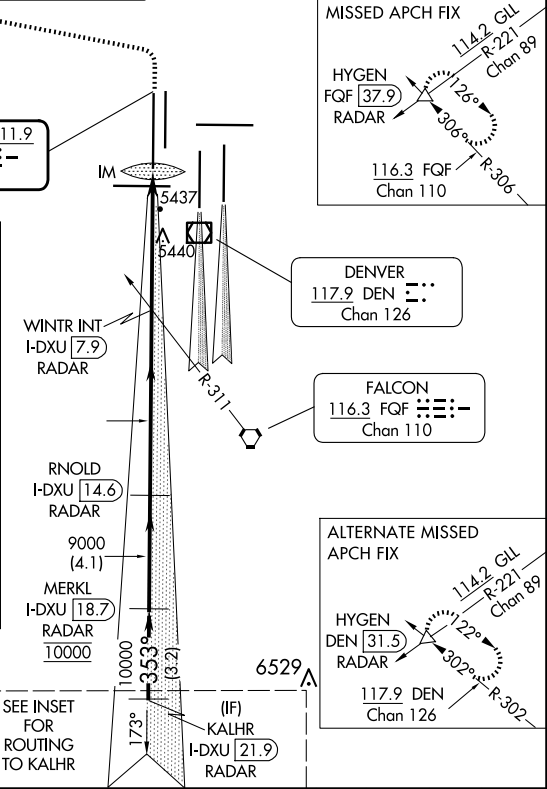 MISSED APCH FIX
114.2 GLL
R-221
Chan 89
HYGEN
FQF 37.9
RADAR
126°
306°
116.3 FQF
Chan 110
R-306
11.9
IM
5437
5440
DENVER
117.9 DEN
Chan 126
WINTR INT
I-DXU 7.9
RADAR
R-311
FALCON
116.3 FQF
Chan 110
RNOLD
I-DXU 14.6
RADAR
9000
(4.1)
MERKL
I-DXU 18.7
RADAR
10000
10000
353°
(3.2)
173°
6529
(IF)
KALHR
I-DXU 21.9
RADAR
SEE INSET
FOR
ROUTING
TO KALHR
ALTERNATE MISSED
APCH FIX
114.2 GLL
R-221
Chan 89
HYGEN
DEN 31.5
RADAR
122°
302°
117.9 DEN
Chan 126
R-302